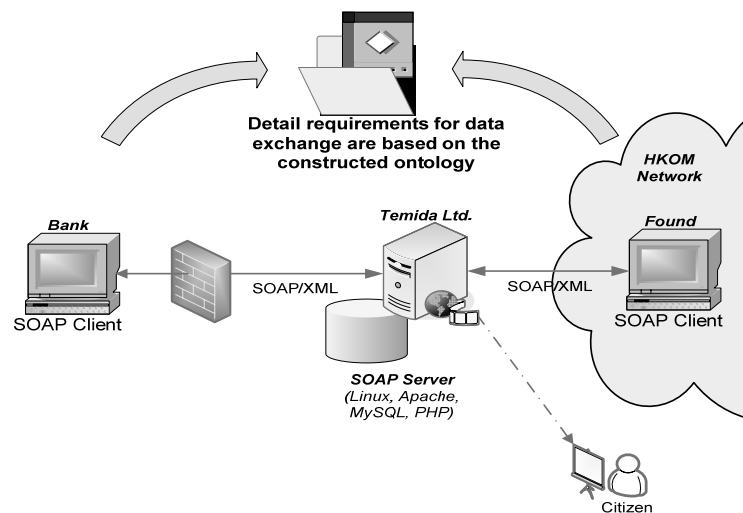 Detail requirements for data
exchange are based on the
constructed ontology
HKOM
Network
Bank
Temida Ltd.
Found
SOAP/XML
SOAP/XML
SOAP Client
SOAP Client
SOAP Server
(Linux, Apache,
MySQL, PHP)
Citizen